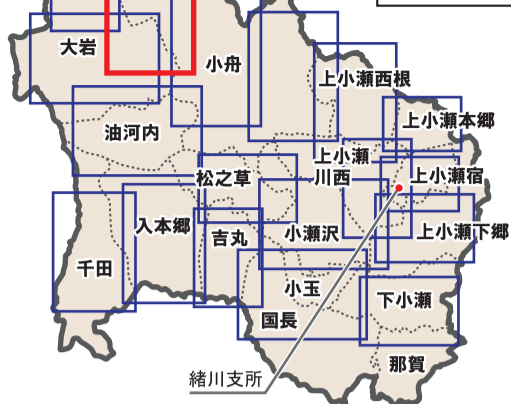 大岩
小舟
上小瀬西根
上小瀬本郷
油河内
上小瀬
川西
松之草
上小瀬宿
入本郷
吉丸
小瀬沢
上小瀬下郷
千田
小玉
下小瀬
国長
那賀
緒川支所